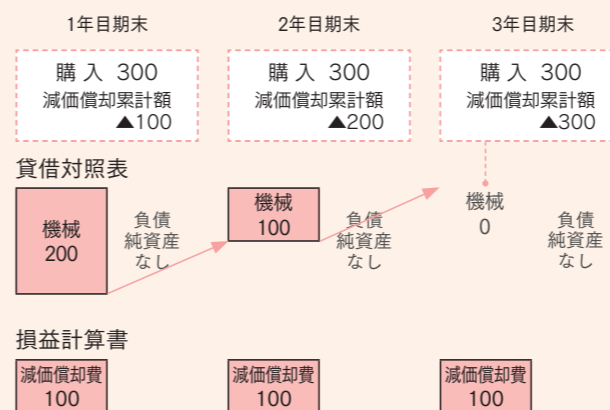 1年目期末
2年目期末
3年目期末
購入 300
減価償却累計額
▲100
購入 300
減価償却累計額
▲200
購入 300
減価償却累計額
▲300
貸借対照表
機械
200
負債
純資産
なし
機械
100
負債
純資産
なし
機械
0
負債
純資産
なし
損益計算書
減価償却費
100
減価償却費
100
減価償却費
100